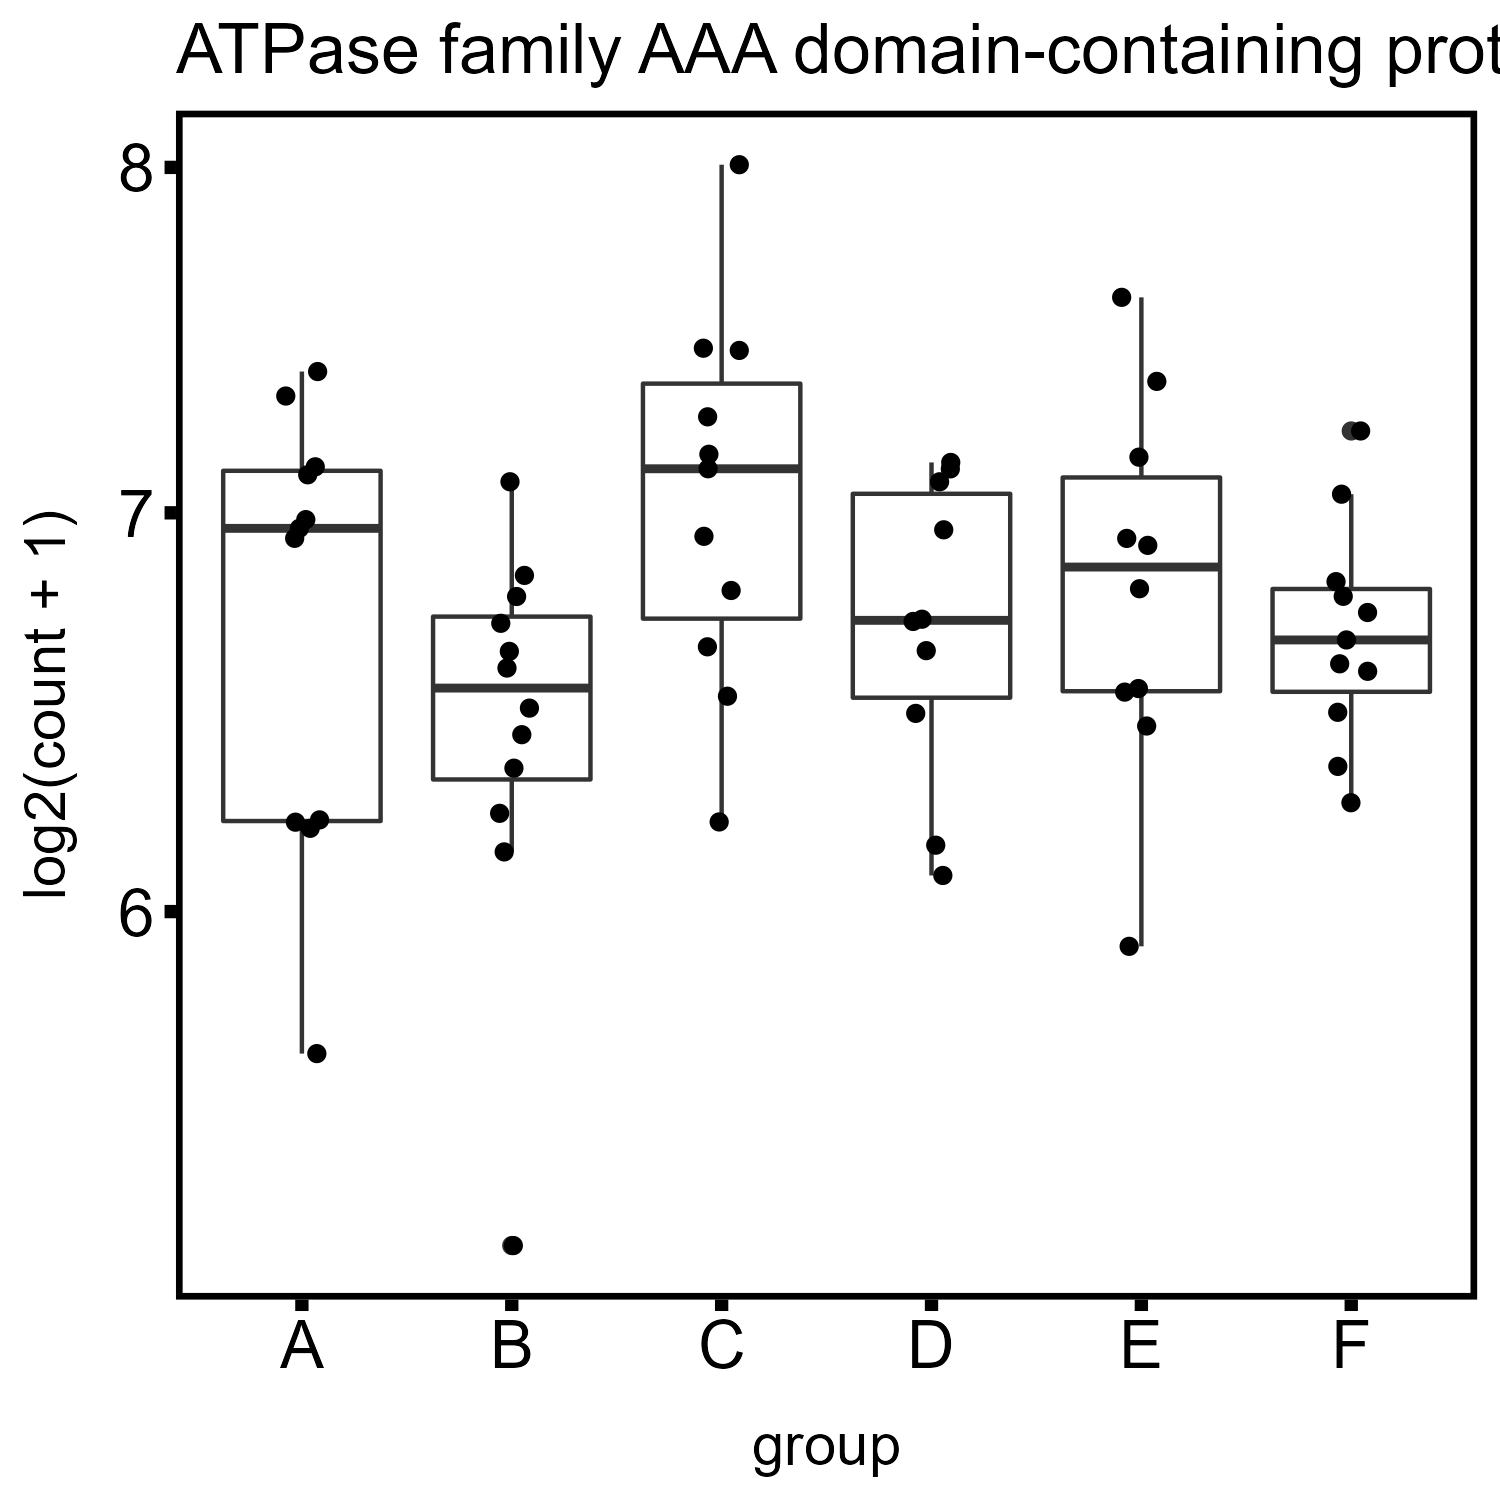 ATPase family AAA domain-containing prot
8
7
6
log2(count + 1)
A B C D E F
group